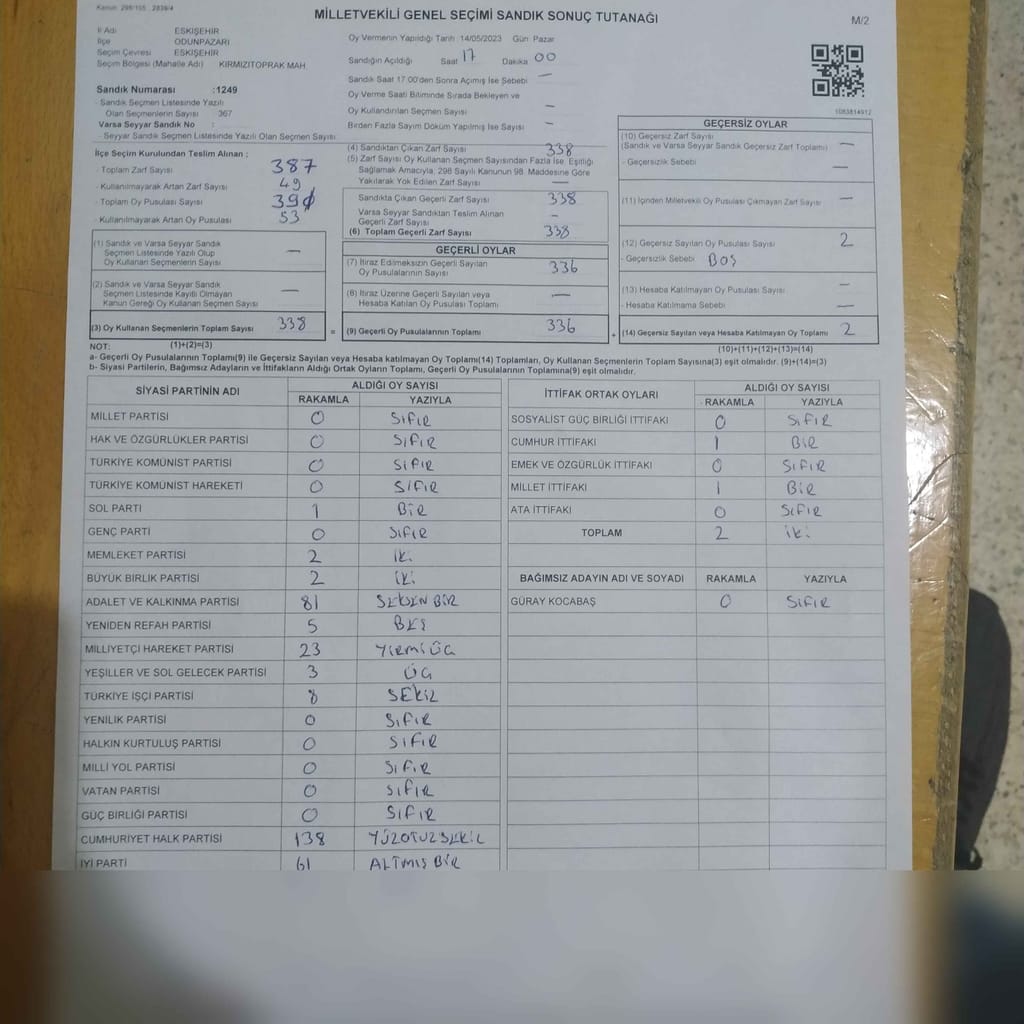 Kanun: 298/105 , 2839/4
MİLLETVEKİLİ GENEL SEÇİMİ SANDIK SONUÇ TUTANAĞI
M/2
İl Adı ESKİŞEHİR
İlçe ODUNPAZARI
Seçim Çevresi ESKİŞEHİR
Seçim Bölgesi (Mahalle Adı) KIRMIZITOPRAK MAH.
Sandık Numarası :1249
Sandık Seçmen Listesinde Yazılı
Olan Seçmenlerin Sayısı 367
Varsa Seyyar Sandık No :
- Seyyar Sandık Seçmen Listesinde Yazılı Olan Seçmen Sayısı
Oy Vermenin Yapıldığı Tarih 14/05/2023 Gün Pazar
Sandığın Açıldığı Saat 17 Dakika 00
Sandık Saat 17.00'den Sonra Açımış İse Sebebi —
Oy Verme Saati Bitiminde Sırada Bekleyen ve
Oy Kullandırılan Seçmen Sayısı —
Birden Fazla Sayım Döküm Yapılmış İse Sayısı —
1083814912
İlçe Seçim Kurulundan Teslim Alınan :
- Toplam Zarf Sayısı 387
- Kullanılmayarak Artan Zarf Sayısı 49
- Toplam Oy Pusulası Sayısı
- Kullanılmayarak Artan Oy Pusulası 53
(1) Sandık ve Varsa Seyyar Sandık
Seçmen Listesinde Yazılı Olup
Oy Kullanan Seçmenlerin Sayısı —
(2) Sandık ve Varsa Seyyar Sandık
Seçmen Listesinde Kayıtlı Olmayan
Kanun Gereği Oy Kullanan Seçmen Sayısı —
(3) Oy Kullanan Seçmenlerin Toplam Sayısı 338
(1)+(2)=(3)
(4) Sandıktan Çıkan Zarf Sayısı 338
(5) Zarf Sayısı Oy Kullanan Seçmen Sayısından Fazla İse, Eşitliği
Sağlamak Amacıyla; 298 Sayılı Kanunun 98. Maddesine Göre
Yakılarak Yok Edilen Zarf Sayısı —
Sandıkta Çıkan Geçerli Zarf Sayısı 338
Varsa Seyyar Sandıktan Teslim Alınan
Geçerli Zarf Sayısı -
(6) Toplam Geçerli Zarf Sayısı 338
GEÇERLİ OYLAR
(7) İtiraz Edilmeksizin Geçerli Sayılan
Oy Pusulalarının Sayısı 336
(8) İtiraz Üzerine Geçerli Sayılan veya
Hesaba Katılan Oy Pusulası Toplamı —
= (9) Geçerli Oy Pusulalarının Toplamı 336
GEÇERSİZ OYLAR
(10) Geçersiz Zarf Sayısı
(Sandık ve Varsa Seyyar Sandık Geçersiz Zarf Toplamı) —
- Geçersizlik Sebebi —
(11) İçinden Milletvekili Oy Pusulası Çıkmayan Zarf Sayısı —
(12) Geçersiz Sayılan Oy Pusulası Sayısı 2
- Geçersizlik Sebebi BOŞ
(13) Hesaba Katılmayan Oy Pusulası Sayısı —
- Hesaba Katılmama Sebebi —
+ (14) Geçersiz Sayılan veya Hesaba Katılmayan Oy Toplamı 2
(10)+(11)+(12)+(13)=(14)
NOT:
a- Geçerli Oy Pusulalarının Toplamı(9) ile Geçersiz Sayılan veya Hesaba katılmayan Oy Toplamı(14) Toplamları, Oy Kullanan Seçmenlerin Toplam Sayısına(3) eşit olmalıdır. (9)+(14)=(3)
b- Siyasi Partilerin, Bağımsız Adayların ve İttifakların Aldığı Ortak Oyların Toplamı, Geçerli Oy Pusulalarının Toplamına(9) eşit olmalıdır.
SİYASİ PARTİNİN ADI ALDIĞI OY SAYISI
RAKAMLA YAZIYLA
MİLLET PARTİSİ 0 SIFIR
HAK VE ÖZGÜRLÜKLER PARTİSİ 0 SIFIR
TÜRKİYE KOMÜNİST PARTİSİ 0 SIFIR
TÜRKİYE KOMÜNİST HAREKETİ 0 SIFIR
SOL PARTİ 1 BİR
GENÇ PARTİ 0 SIFIR
MEMLEKET PARTİSİ 2 İKİ
BÜYÜK BİRLİK PARTİSİ 2 İKİ
ADALET VE KALKINMA PARTİSİ 81 SEKSEN BİR
YENİDEN REFAH PARTİSİ 5 BEŞ
MİLLİYETÇİ HAREKET PARTİSİ 23 YİRMİ ÜÇ
YEŞİLLER VE SOL GELECEK PARTİSİ 3 ÜÇ
TÜRKİYE İŞÇİ PARTİSİ 8 SEKİZ
YENİLİK PARTİSİ 0 SIFIR
HALKIN KURTULUŞ PARTİSİ 0 SIFIR
MİLLİ YOL PARTİSİ 0 SIFIR
VATAN PARTİSİ 0 SIFIR
GÜÇ BİRLİĞİ PARTİSİ 0 SIFIR
CUMHURİYET HALK PARTİSİ 138 YÜZOTUZSEKİZ
İYİ PARTİ 61 ALTMIŞ BİR
İTTİFAK ORTAK OYLARI ALDIĞI OY SAYISI
RAKAMLA YAZIYLA
SOSYALİST GÜÇ BİRLİĞİ İTTİFAKI 0 SIFIR
CUMHUR İTTİFAKI 1 BİR
EMEK VE ÖZGÜRLÜK İTTİFAKI 0 SIFIR
MİLLET İTTİFAKI 1 BİR
ATA İTTİFAKI 0 SIFIR
TOPLAM 2 İKİ
BAĞIMSIZ ADAYIN ADI VE SOYADI RAKAMLA YAZIYLA
GÜRAY KOCABAŞ 0 SIFIR